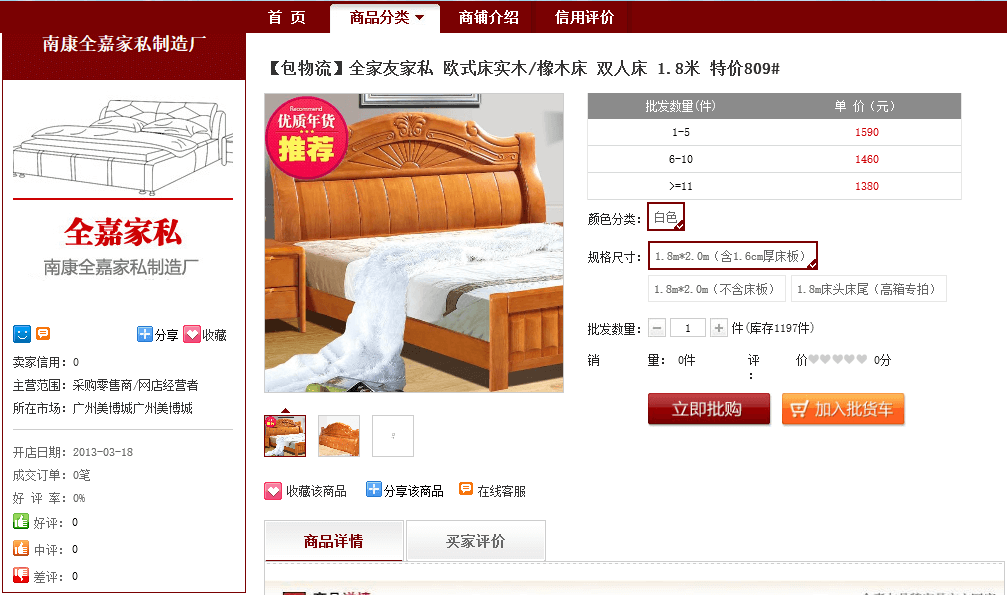 首 页 商品分类 商铺介绍 信用评价
南康全嘉家私制造厂
全嘉家私
南康全嘉家私制造厂
分享 收藏
卖家信用：0
主营范围：采购零售商/网店经营者
所在市场：广州美博城广州美博城
开店日期：2013-03-18
成交订单：0笔
好 评 率：0%
好评： 0
中评： 0
差评： 0
【包物流】全家友家私 欧式床实木/橡木床 双人床 1.8米 特价809#
Recommend
优质年货
推荐
批发数量(件) 单 价（元）
1-5 1590
6-10 1460
>=11 1380
颜色分类： 白色
规格尺寸： 1.8m*2.0m（含1.6cm厚床板）
1.8m*2.0m（不含床板） 1.8m床头床尾（高箱专拍）
批发数量： － 1 + 件(库存1197件)
销 量： 0件 评 价 0分
：
立即批购 加入批货车
收藏该商品 分享该商品 在线客服
商品详情 买家评价